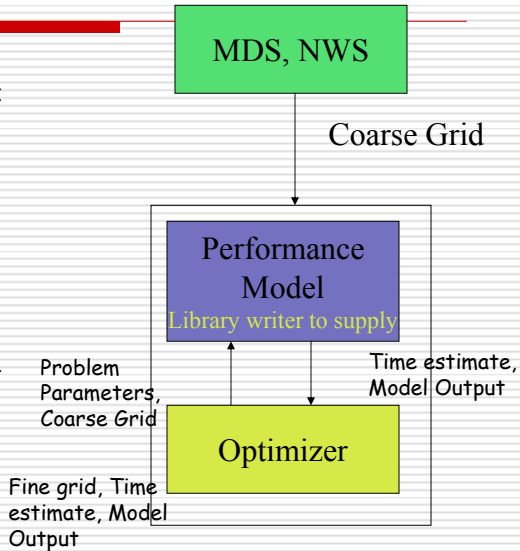 MDS, NWS
Coarse Grid
Performance
Model
Library writer to supply
Problem
Parameters,
Coarse Grid
Time estimate,
Model Output
Optimizer
Fine grid, Time
estimate, Model
Output